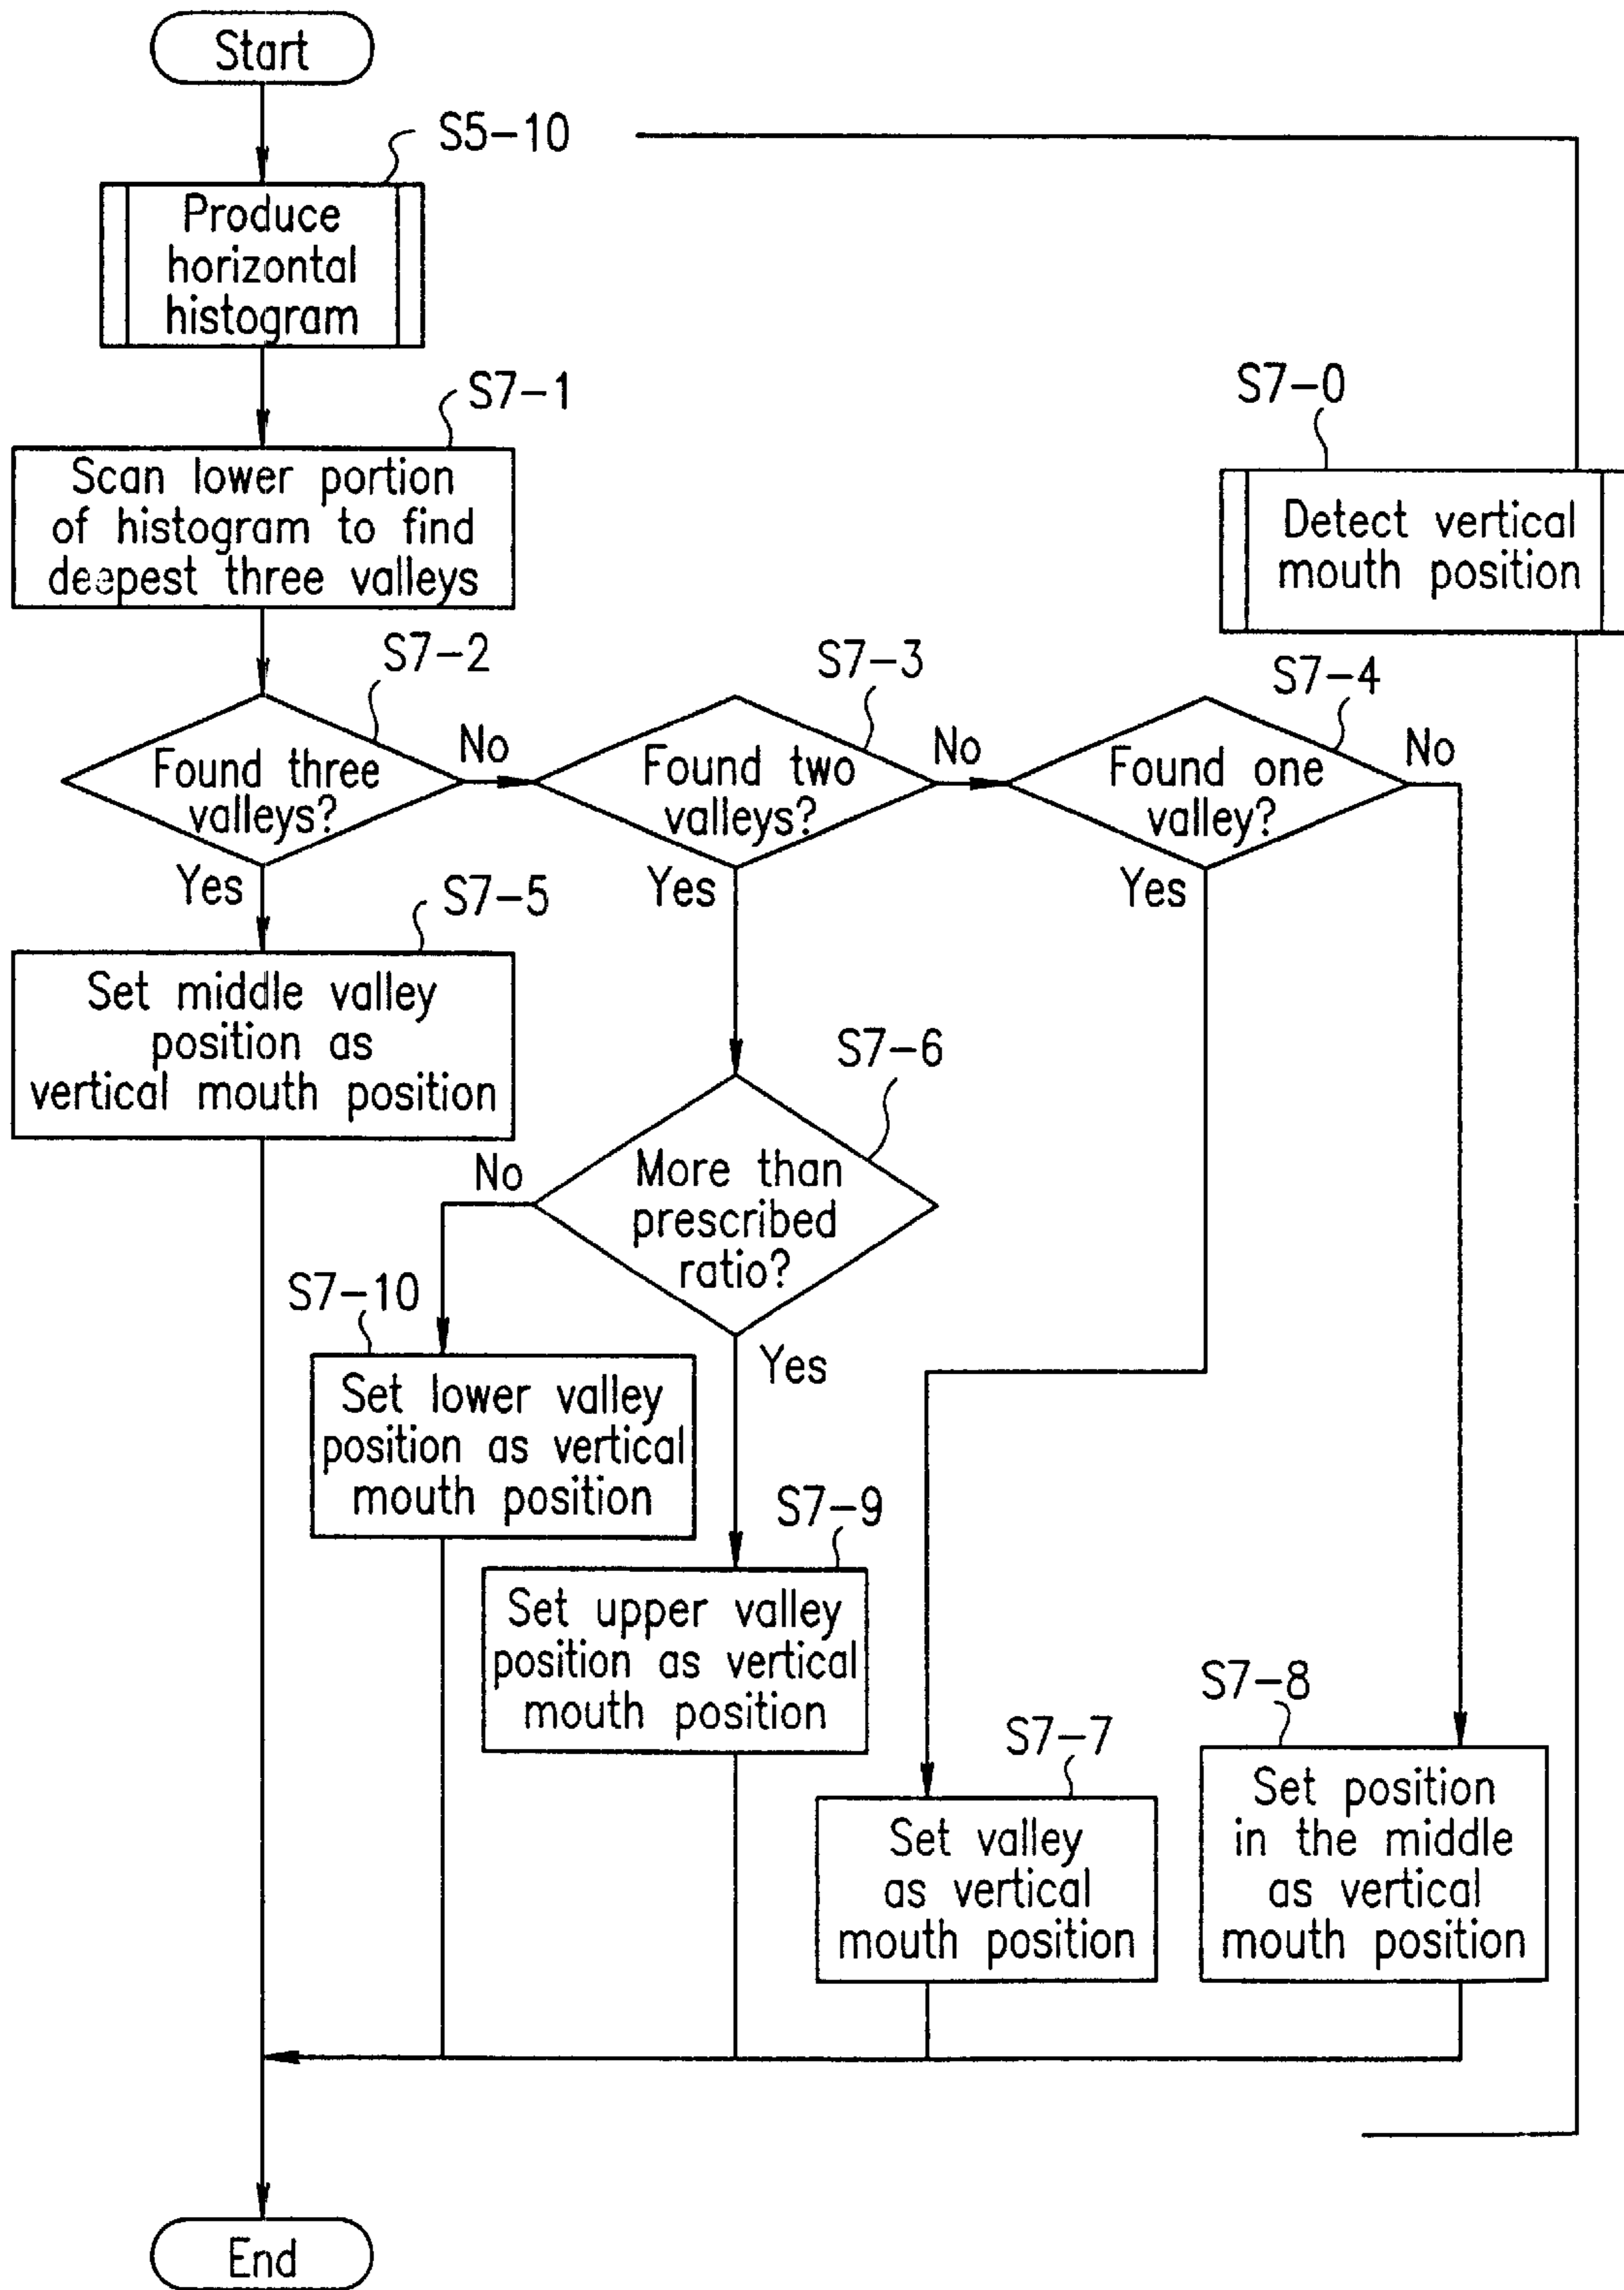 Start
S5-10
Produce
horizontal
histogram
S7-1
Scan lower portion
of histogram to find
deepest three valleys
S7-0
Detect vertical
mouth position
S7-2
Found three
valleys?
No
Yes
S7-3
Found two
valleys?
No
Yes
S7-4
Found one
valley?
No
Yes
S7-5
Set middle valley
position as
vertical mouth position
S7-6
More than
prescribed
ratio?
No
Yes
S7-10
Set lower valley
position as vertical
mouth position
S7-9
Set upper valley
position as vertical
mouth position
S7-7
Set valley
as vertical
mouth position
S7-8
Set position
in the middle
as vertical
mouth position
End